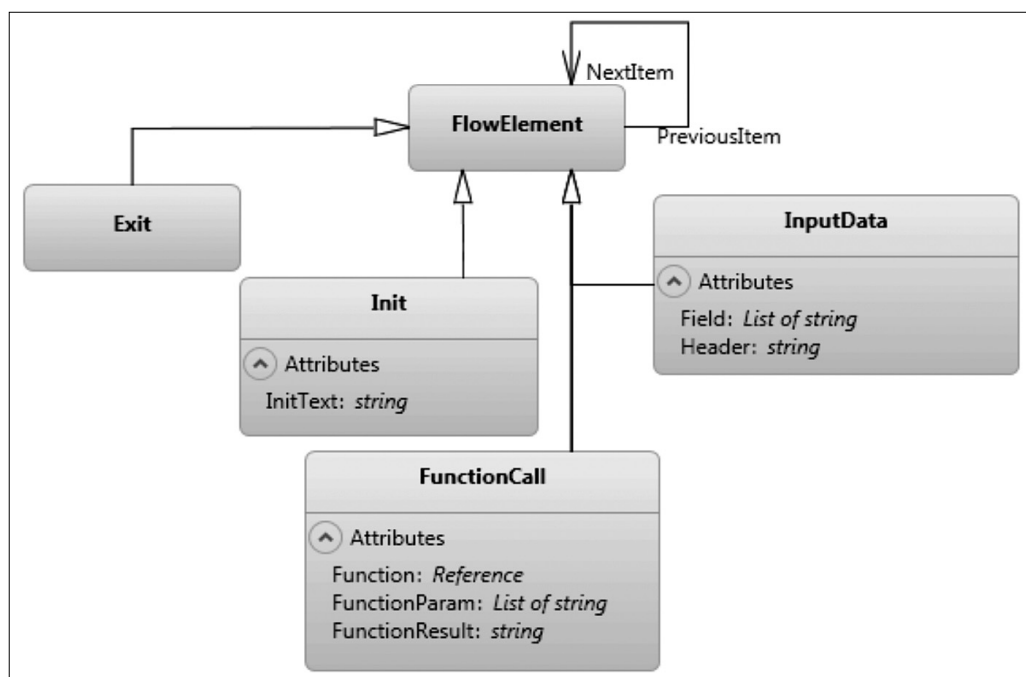 NextItem
FlowElement
PreviousItem
Exit
InputData
Attributes
Field: List of string
Header: string
Init
Attributes
InitText: string
FunctionCall
Attributes
Function: Reference
FunctionParam: List of string
FunctionResult: string